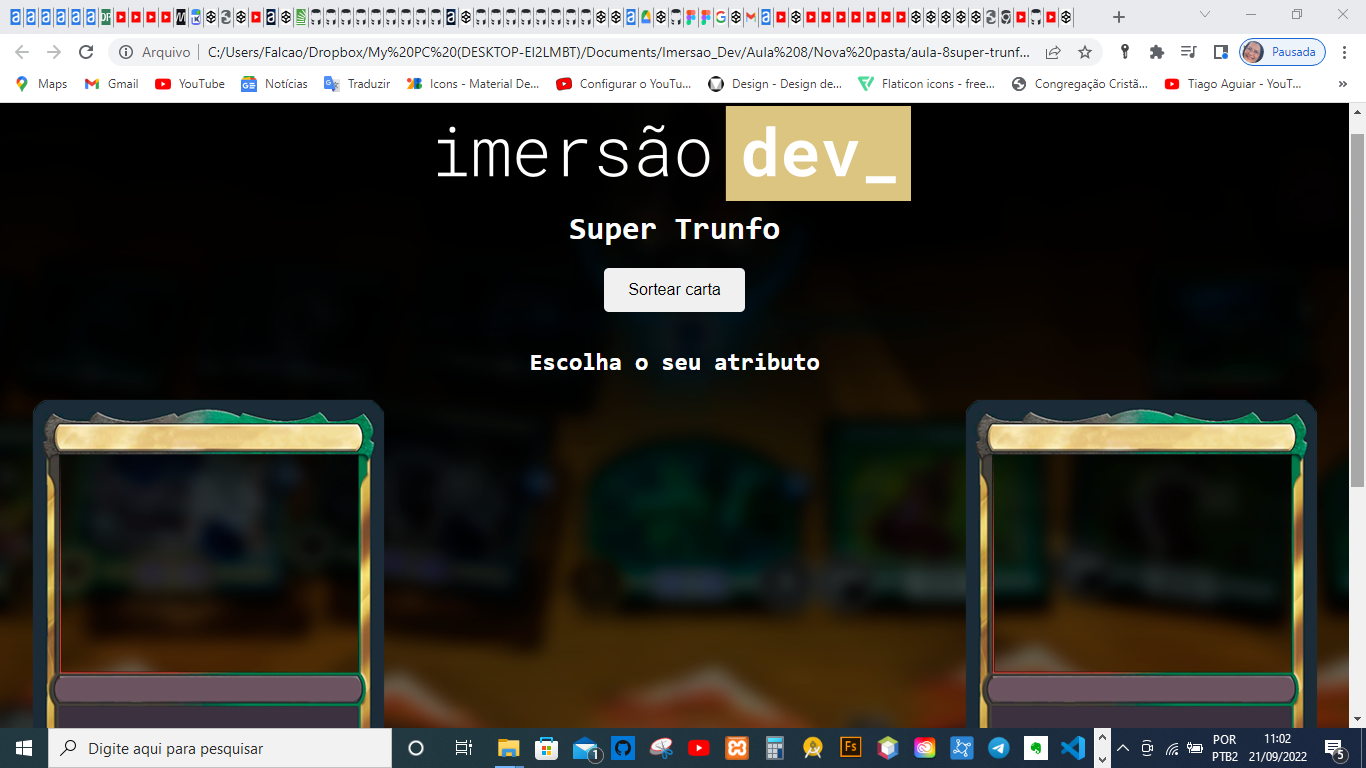 Arquivo
C:/Users/Falcao/Dropbox/My%20PC%20(DESKTOP-EI2LMBT)/Documents/Imersao_Dev/Aula%208/Nova%20pasta/aula-8super-trunf...
Pausada
Maps
Gmail
YouTube
Notícias
Traduzir
Icons - Material De...
Configurar o YouTu...
Design - Design de...
Flaticon icons - free...
Congregação Cristã...
Tiago Aguiar - YouT...
»
imersão dev_
Super Trunfo
Sortear carta
Escolha o seu atributo
Digite aqui para pesquisar
1
Fs
POR
PTB2
11:02
21/09/2022
5